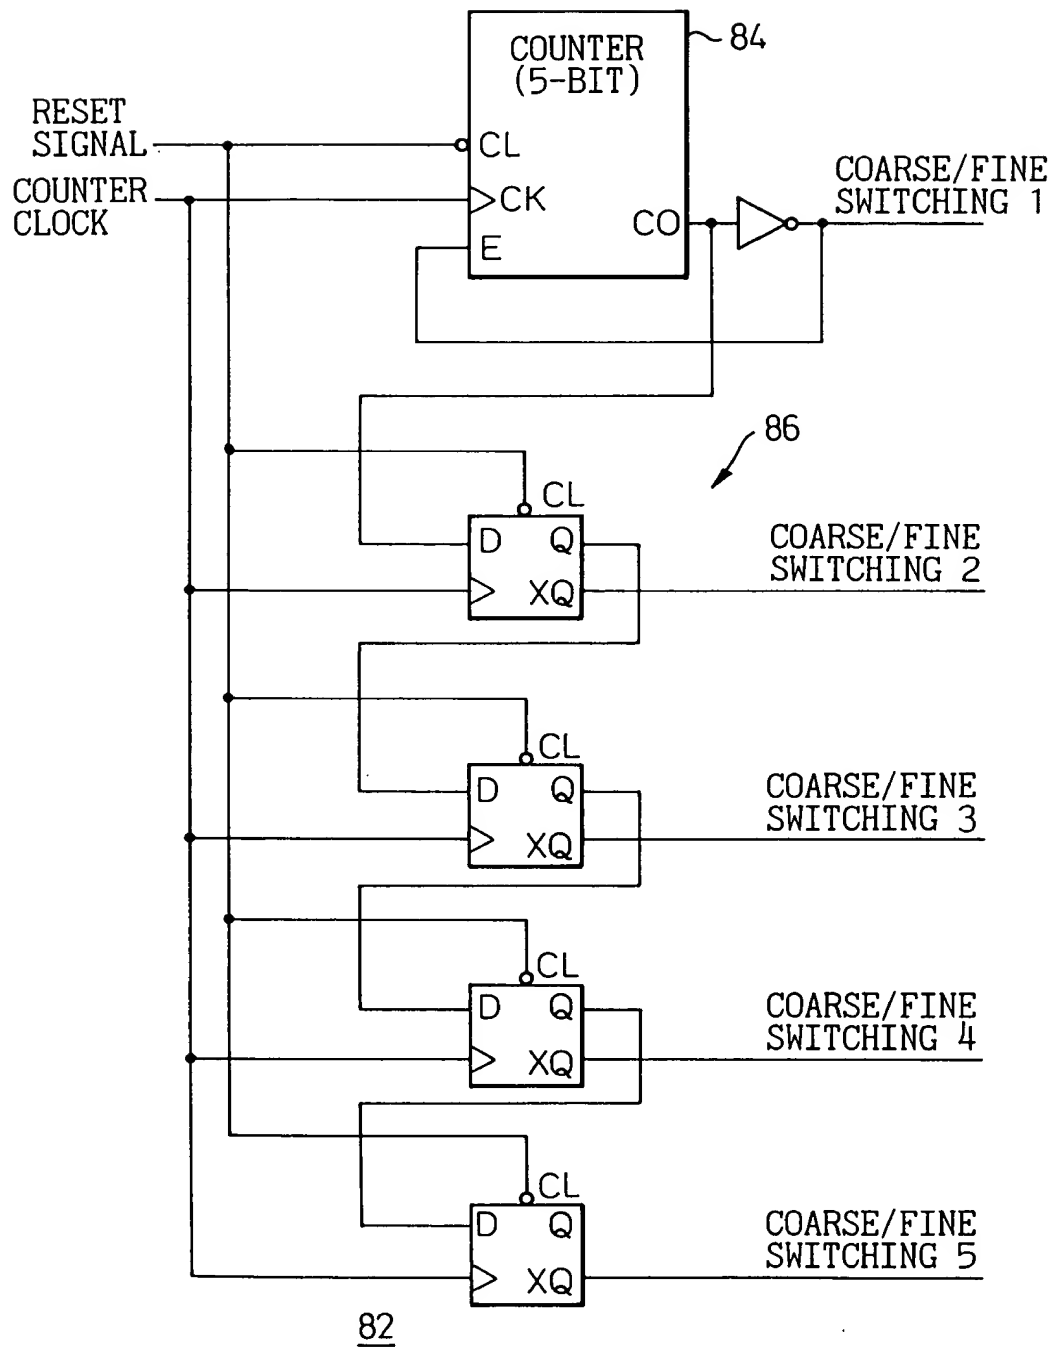 COUNTER
(5-BIT)
84
RESET
SIGNAL
CL
COUNTER
CLOCK
CK
E
CO
COARSE/FINE
SWITCHING 1
86
CL
D
Q
XQ
COARSE/FINE
SWITCHING 2
CL
D
Q
XQ
COARSE/FINE
SWITCHING 3
CL
D
Q
XQ
COARSE/FINE
SWITCHING 4
CL
D
Q
XQ
COARSE/FINE
SWITCHING 5
82